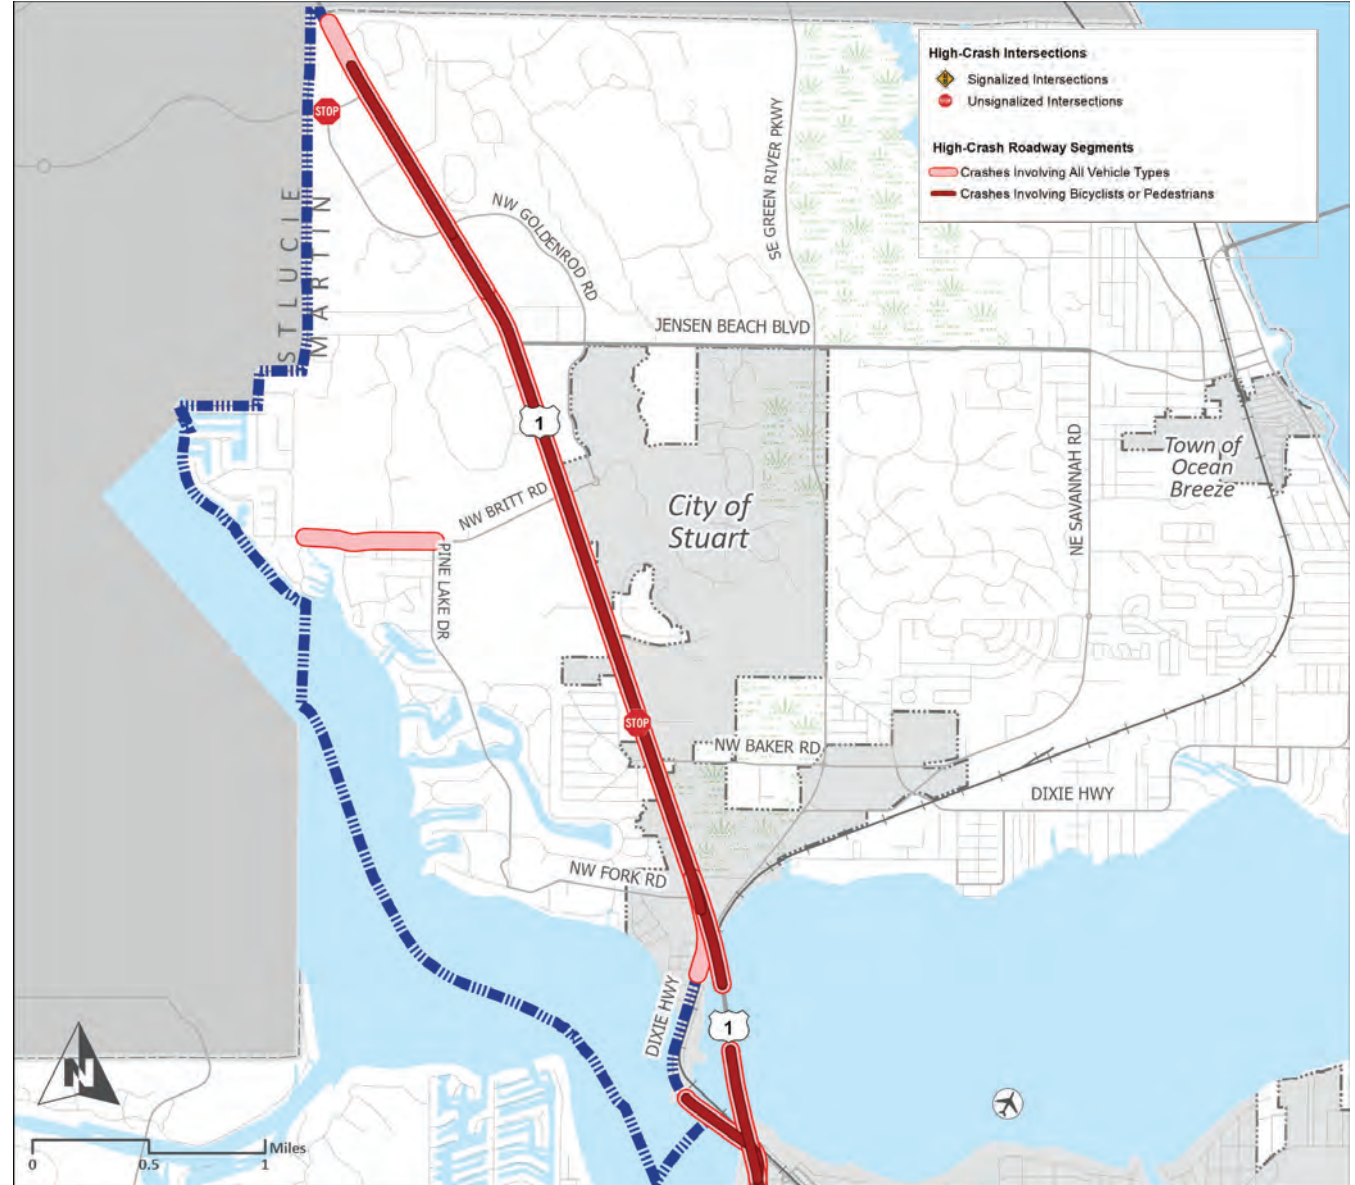 High-Crash Intersections
Signalized Intersections
Unsignalized Intersections
High-Crash Roadway Segments
Crashes Involving All Vehicle Types
Crashes Involving Bicyclists or Pedestrians
STOP
ST LUCIE
MARTIN
NW GOLDENROD RD
SE GREEN RIVER PKWY
JENSEN BEACH BLVD
1
Town of
Ocean
Breeze
NE SAVANNAH RD
City of
Stuart
NW BRITT RD
PINE LAKE DR
STOP
NW BAKER RD
DIXIE HWY
NW FORK RD
DIXIE HWY
1
N
Miles
0 0.5 1